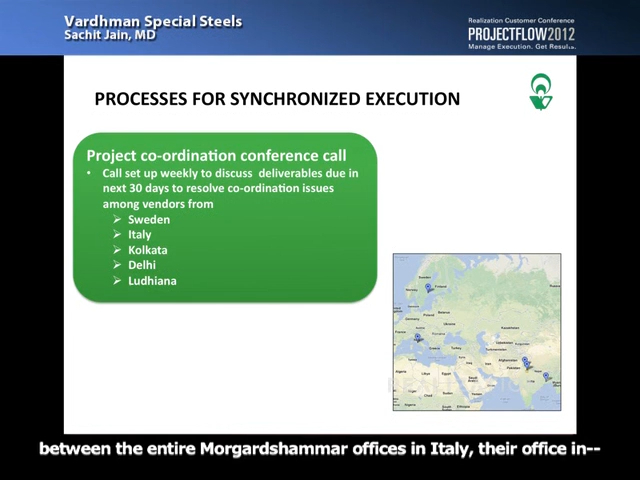 Vardhman Special Steels
Sachit Jain, MD
Realization Customer Conference
PROJECTFLOW2012
Manage Execution. Get Results.
PROCESSES FOR SYNCHRONIZED EXECUTION
Project co-ordination conference call
• Call set up weekly to discuss deliverables due in
next 30 days to resolve co-ordination issues
among vendors from
➢ Sweden
➢ Italy
➢ Kolkata
➢ Delhi
➢ Ludhiana
between the entire Morgardshammar offices in Italy, their office in--